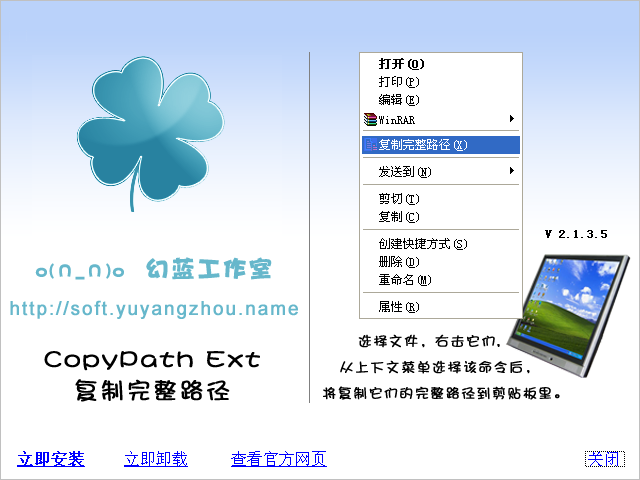 o(∩_∩)o 幻蓝工作室
http://soft.yuyangzhou.name
CopyPath Ext
复制完整路径
打开(O)
打印(P)
编辑(E)
WinRAR
复制完整路径(X)
发送到(N)
剪切(T)
复制(C)
创建快捷方式(S)
删除(D)
重命名(M)
属性(R)
V 2.1.3.5
选择文件，右击它们，
从上下文菜单选择该命令后，
将复制它们的完整路径到剪贴板里。
立即安装 立即卸载 查看官方网页 关闭